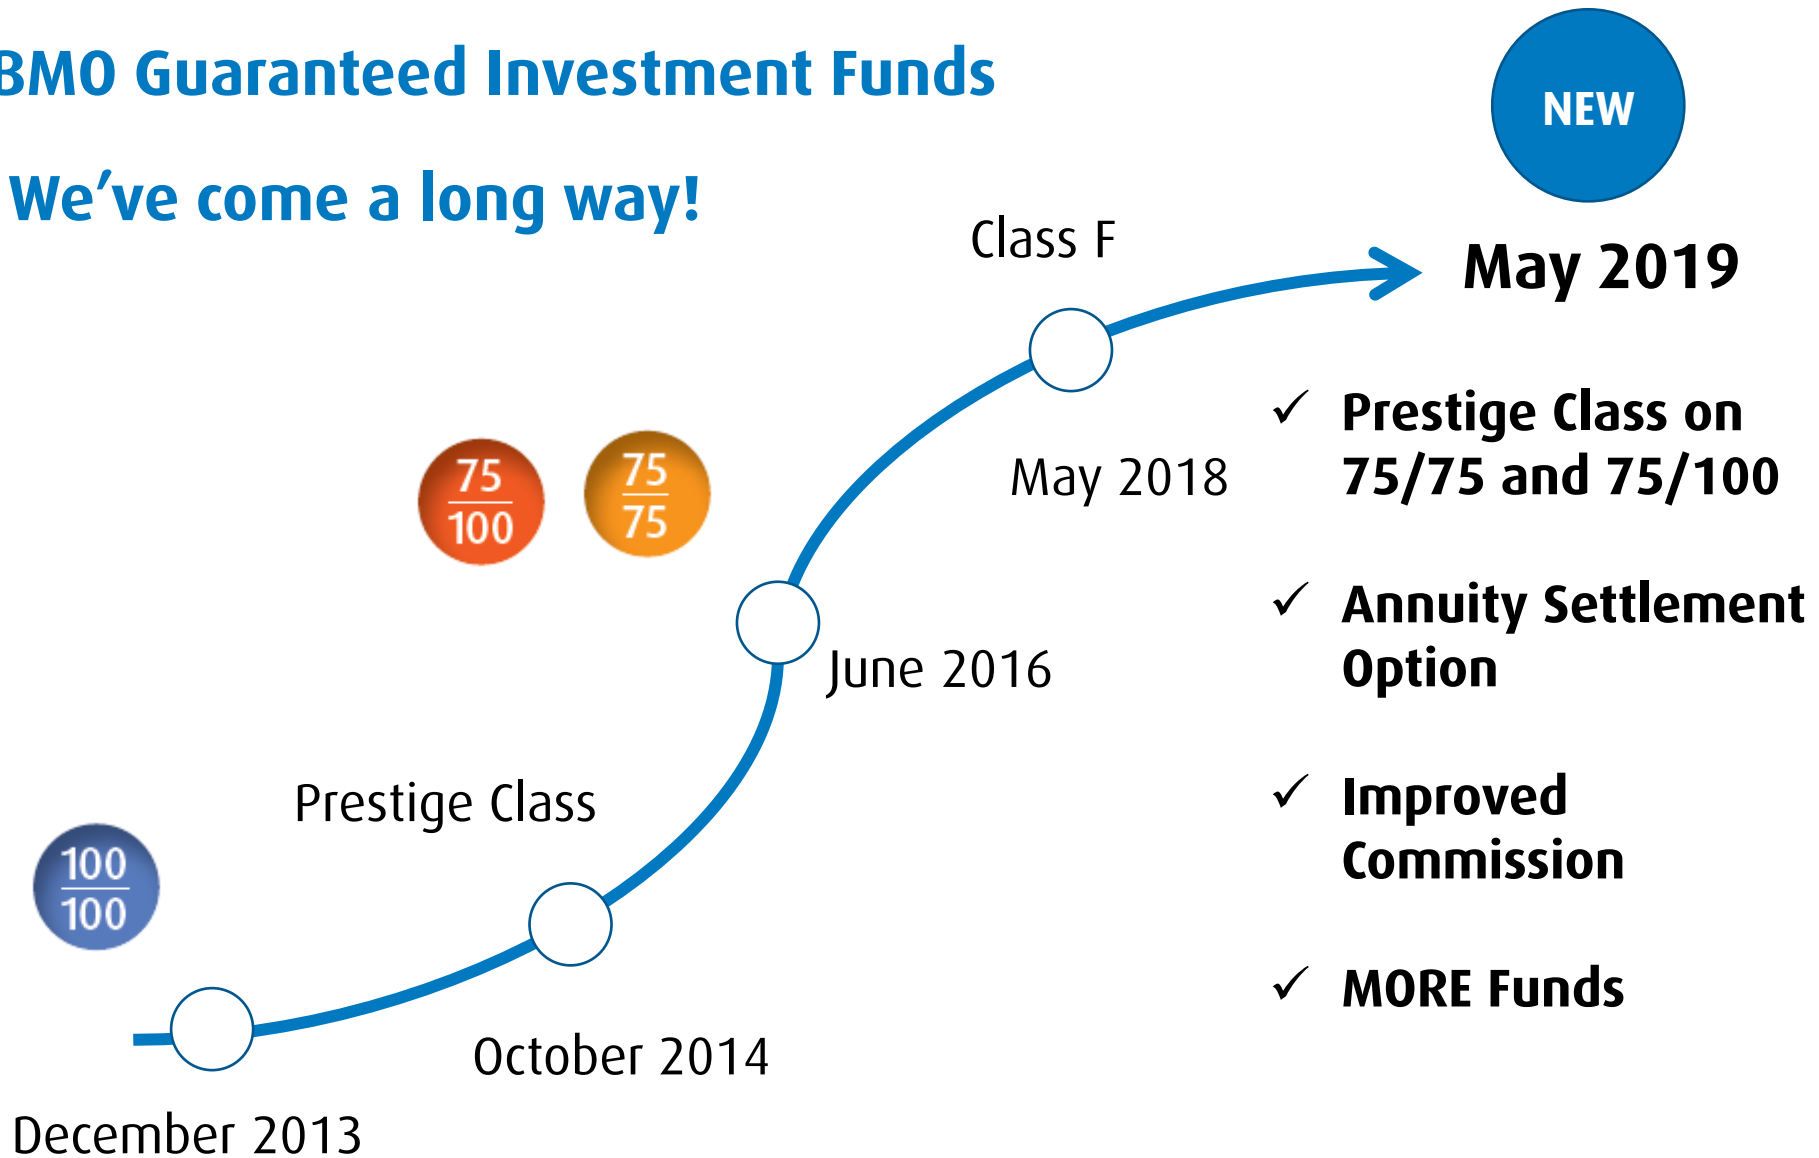 BMO Guaranteed Investment Funds
We've come a long way!
NEW
Class F
May 2019
75
100
75
75
May 2018
✓ Prestige Class on
75/75 and 75/100
June 2016
✓ Annuity Settlement
Option
Prestige Class
✓ Improved
Commission
100
100
October 2014
✓ MORE Funds
December 2013